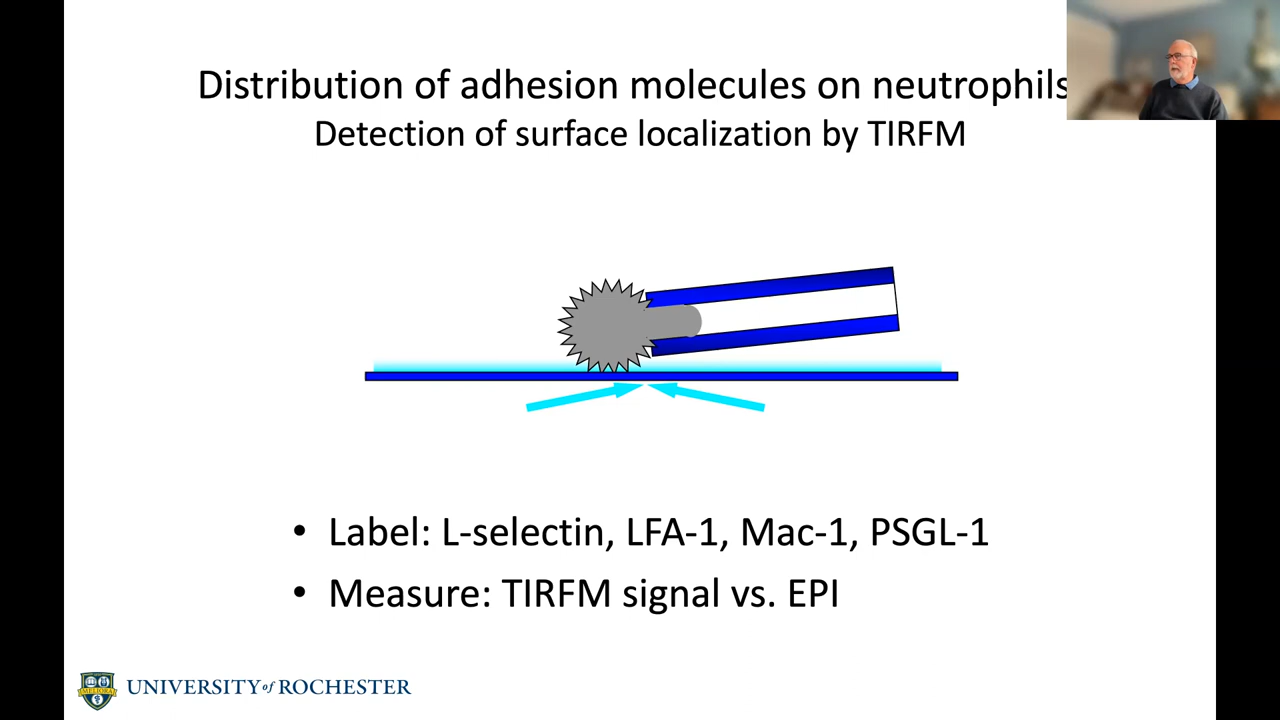 Distribution of adhesion molecules on neutrophils
Detection of surface localization by TIRFM
• Label: L-selectin, LFA-1, Mac-1, PSGL-1
• Measure: TIRFM signal vs. EPI
MELIORA
UNIVERSITY of ROCHESTER